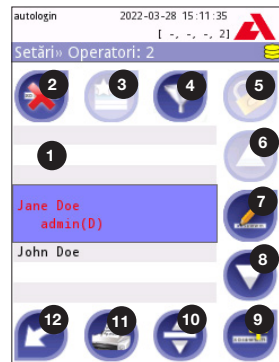 autologin 2022-03-28 15:11:35
[ -, -, -, 2]
Setări» Operatori: 2
2 3 4 5
1
6
Jane Doe
admin(D)
7
John Doe
8
12 11 10 9